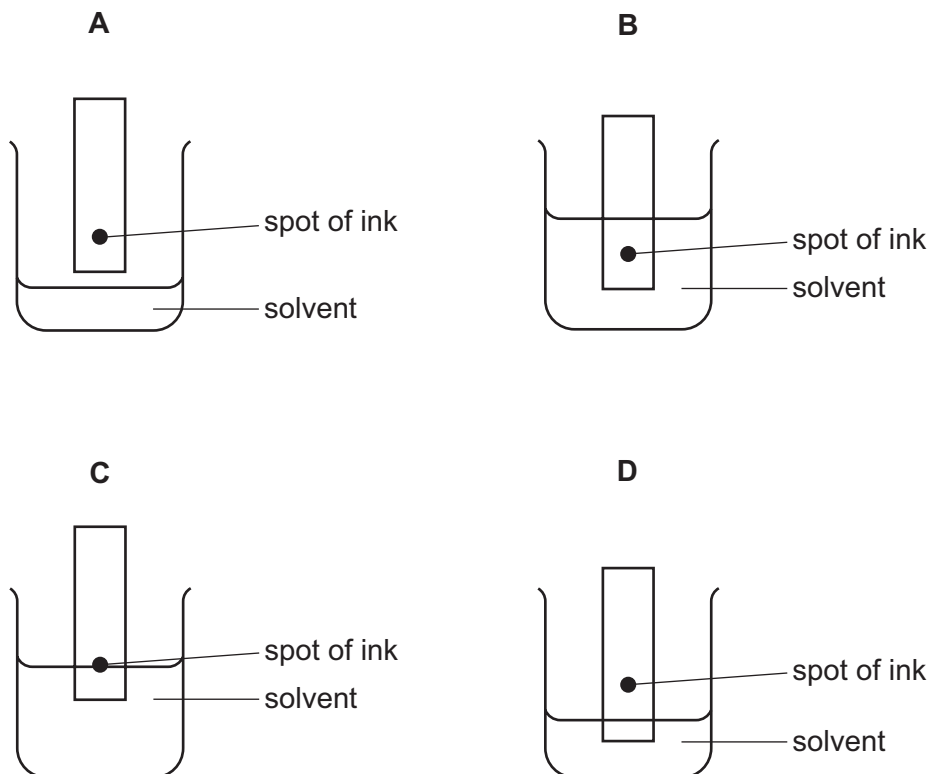 A
B
spot of ink
solvent
spot of ink
solvent
C
D
spot of ink
solvent
spot of ink
solvent